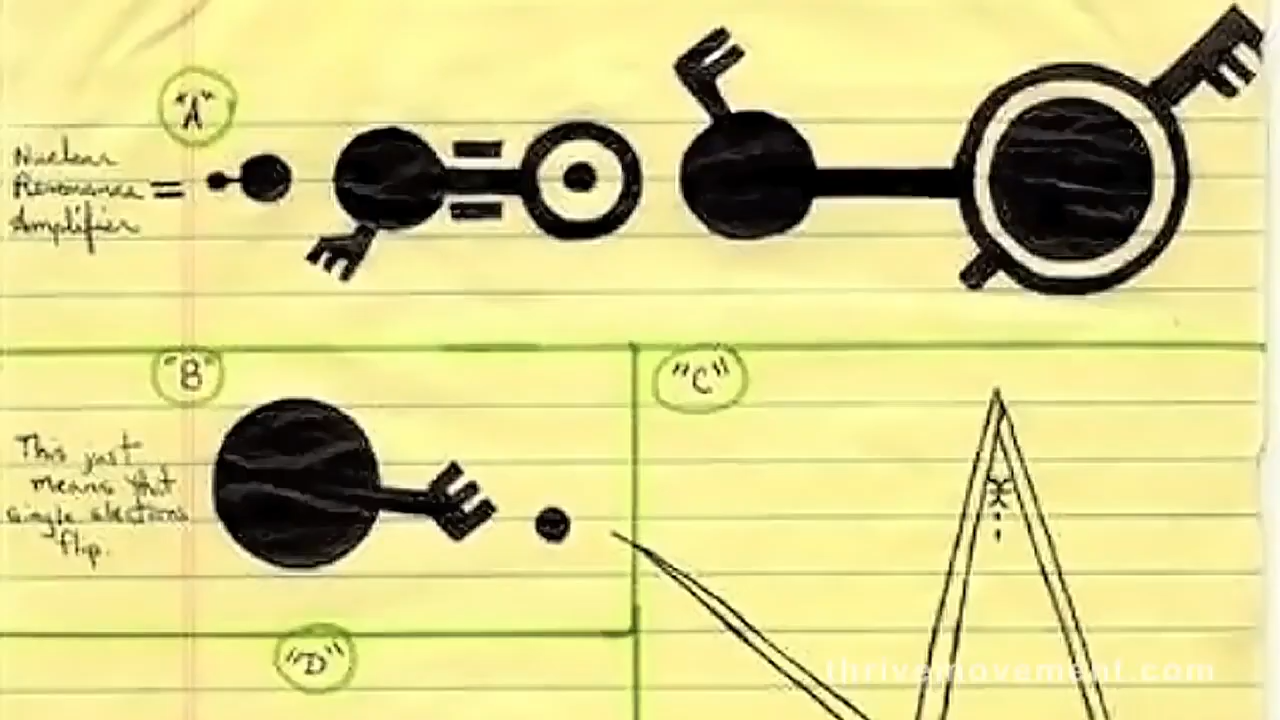 "A"
Nuclear
Resonance =
Amplifier
"B"
This just
means that
single electrons
flip.
"C"
"D"
thrivemovement.com